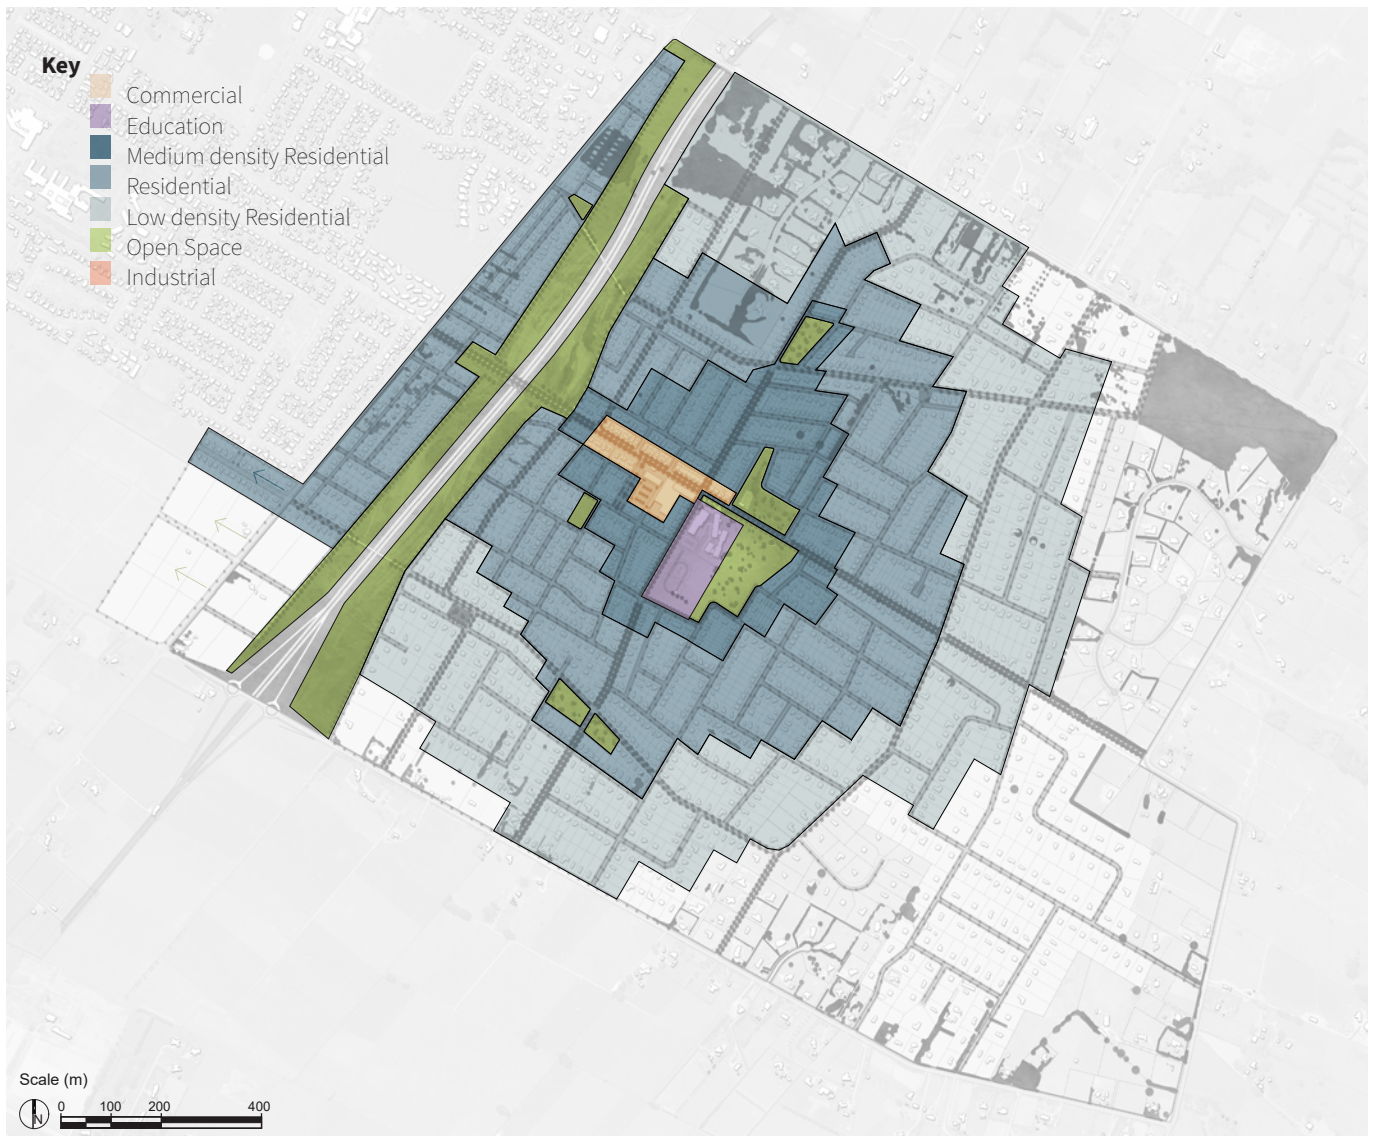 Key
Commercial
Education
Medium density Residential
Residential
Low density Residential
Open Space
Industrial
Scale (m)
N
0 100 200 400